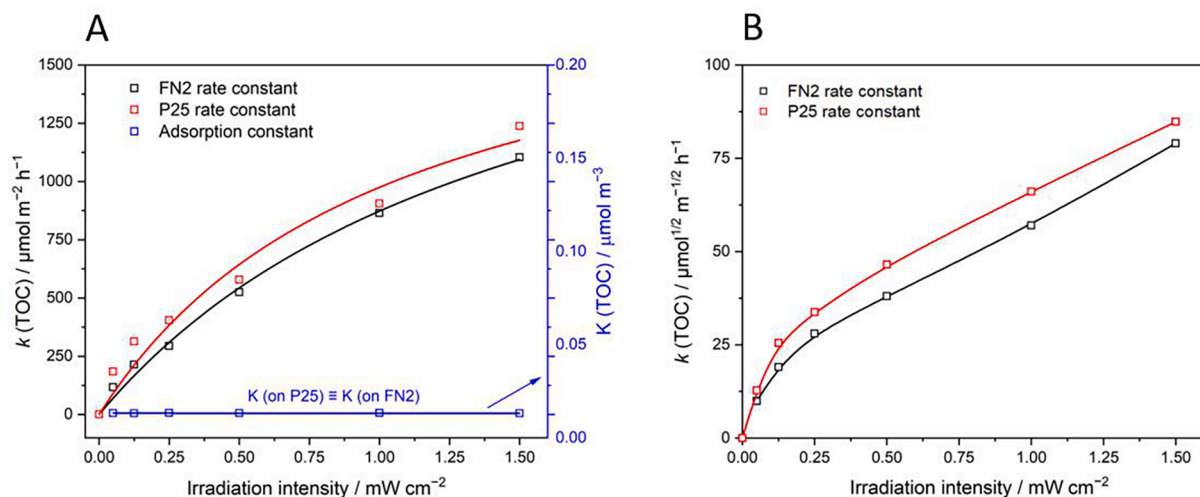 A
FN2 rate constant
P25 rate constant
Adsorption constant
k (TOC) / μmol m⁻² h⁻¹
1500
1250
1000
750
500
250
0
K (TOC) / μmol m⁻³
0.20
0.15
0.10
0.05
0.00
K (on P25) ≡ K (on FN2)
0.00 0.25 0.50 0.75 1.00 1.25 1.50
Irradiation intensity / mW cm⁻²
B
FN2 rate constant
P25 rate constant
k (TOC) / μmol¹ᐟ² m⁻¹ᐟ² h⁻¹
100
75
50
25
0
0.00 0.25 0.50 0.75 1.00 1.25 1.50
Irradiation intensity / mW cm⁻²